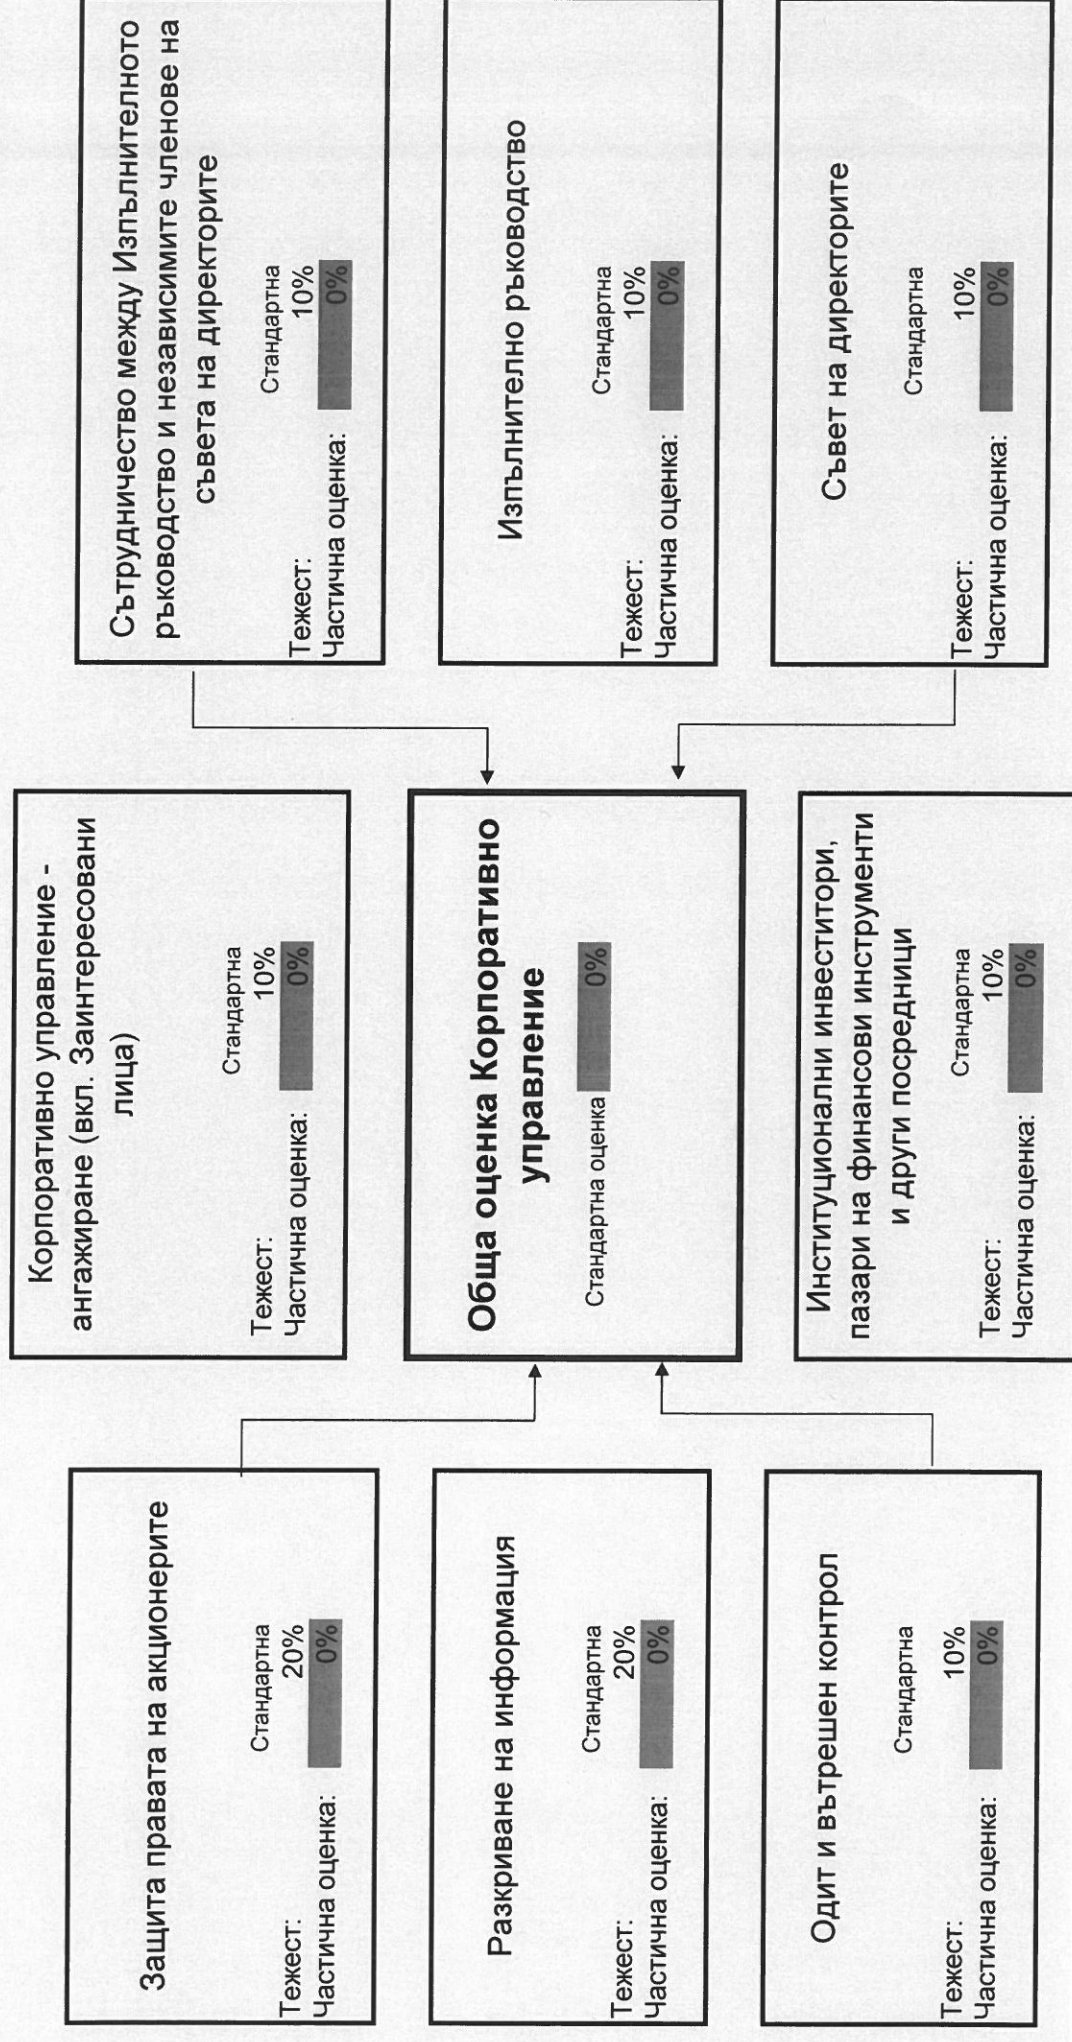 Защита правата на акционерите
Стандартна
Тежест: 20%
Частична оценка: 0%
Корпоративно управление -
ангажиране (вкл. Заинтересовани
лица)
Стандартна
Тежест: 10%
Частична оценка: 0%
Сътрудничество между Изпълнителното
ръководство и независимите членове на
съвета на директорите
Стандартна
Тежест: 10%
Частична оценка: 0%
Разкриване на информация
Стандартна
Тежест: 20%
Частична оценка: 0%
Обща оценка Корпоративно
управление
Стандартна оценка 0%
Изпълнително ръководство
Стандартна
Тежест: 10%
Частична оценка: 0%
Одит и вътрешен контрол
Стандартна
Тежест: 10%
Частична оценка: 0%
Институционални инвеститори,
пазари на финансови инструменти
и други посредници
Стандартна
Тежест: 10%
Частична оценка: 0%
Съвет на директорите
Стандартна
Тежест: 10%
Частична оценка: 0%